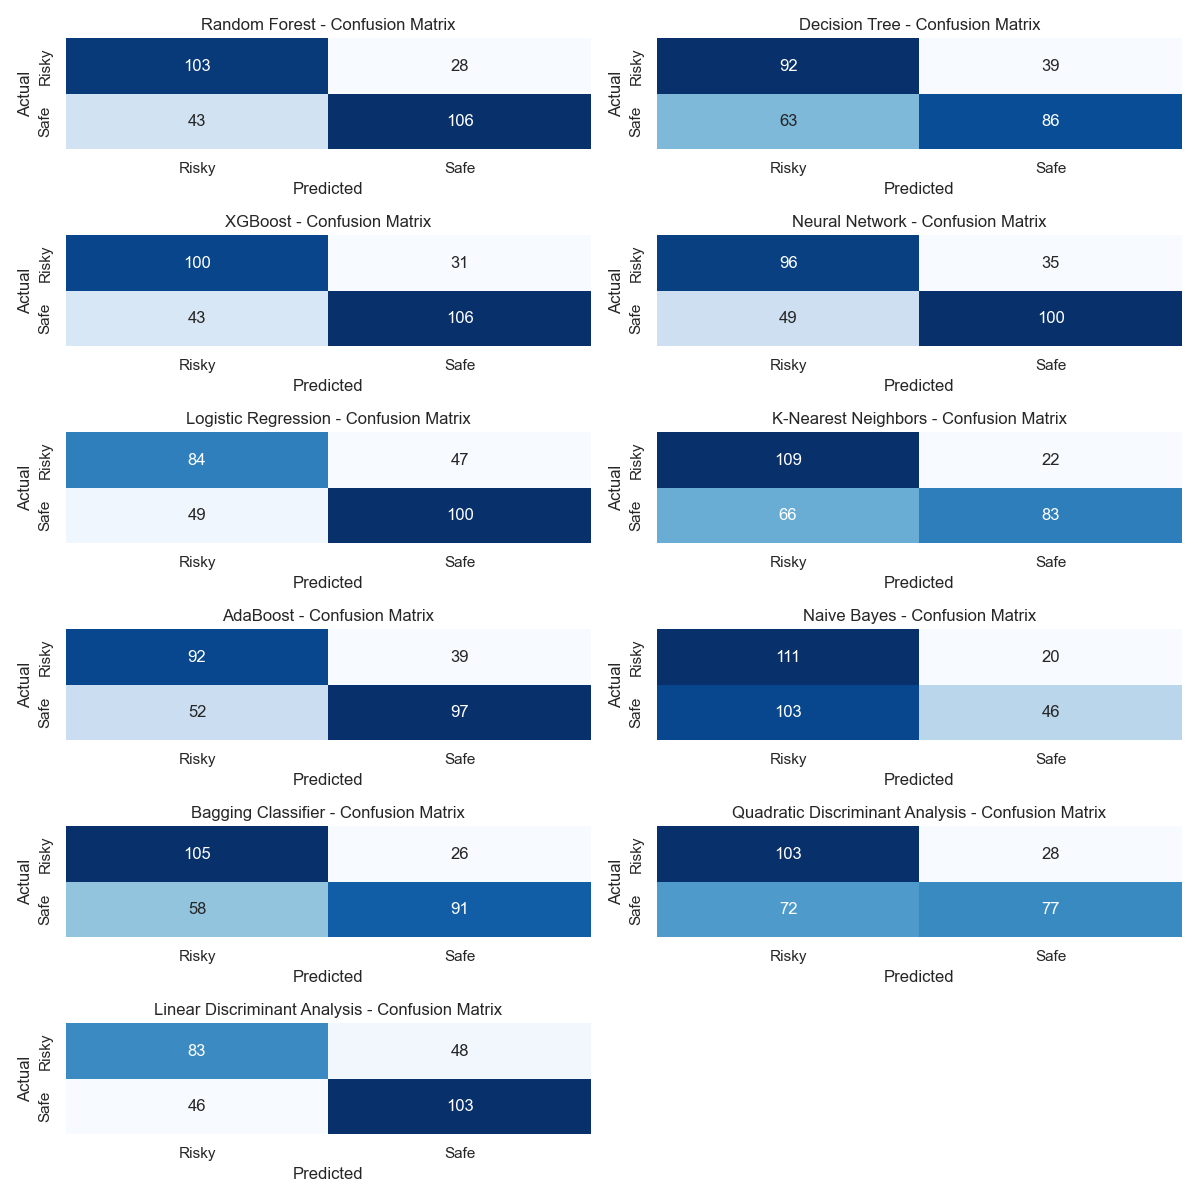 Random Forest - Confusion Matrix
Actual
Risky
103
28
Safe
43
106
Risky
Safe
Predicted
Decision Tree - Confusion Matrix
Actual
Risky
92
39
Safe
63
86
Risky
Safe
Predicted
XGBoost - Confusion Matrix
Actual
Risky
100
31
Safe
43
106
Risky
Safe
Predicted
Neural Network - Confusion Matrix
Actual
Risky
96
35
Safe
49
100
Risky
Safe
Predicted
Logistic Regression - Confusion Matrix
Actual
Risky
84
47
Safe
49
100
Risky
Safe
Predicted
K-Nearest Neighbors - Confusion Matrix
Actual
Risky
109
22
Safe
66
83
Risky
Safe
Predicted
AdaBoost - Confusion Matrix
Actual
Risky
92
39
Safe
52
97
Risky
Safe
Predicted
Naive Bayes - Confusion Matrix
Actual
Risky
111
20
Safe
103
46
Risky
Safe
Predicted
Bagging Classifier - Confusion Matrix
Actual
Risky
105
26
Safe
58
91
Risky
Safe
Predicted
Quadratic Discriminant Analysis - Confusion Matrix
Actual
Risky
103
28
Safe
72
77
Risky
Safe
Predicted
Linear Discriminant Analysis - Confusion Matrix
Actual
Risky
83
48
Safe
46
103
Risky
Safe
Predicted